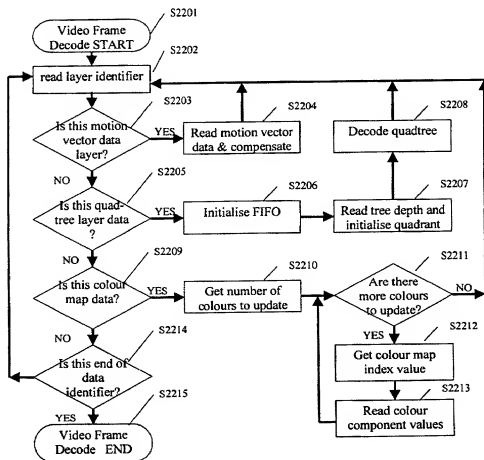 S2201
Video Frame
Decode START
S2202
read layer identifier
S2203
Is this motion
vector data
layer?
YES
NO
S2204
Read motion vector
data & compensate
S2208
Decode quadtree
S2205
Is this quad-
tree layer data
?
YES
NO
S2206
Initialise FIFO
S2207
Read tree depth and
initialise quadrant
S2209
Is this colour
map data?
YES
NO
S2210
Get number of
colours to update
S2211
Are there
more colours
to update?
NO
YES
S2212
Get colour map
index value
S2213
Read colour
component values
S2214
Is this end of
data
identifier?
YES
S2215
Video Frame
Decode END